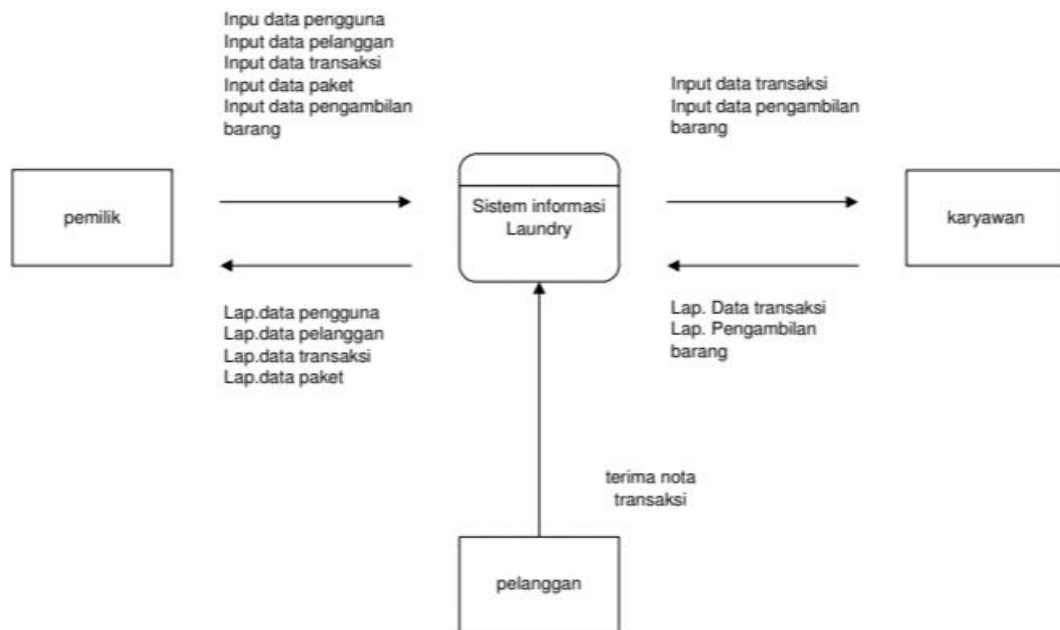 Inpu data pengguna
Input data pelanggan
Input data transaksi
Input data paket
Input data pengambilan
barang
Input data transaksi
Input data pengambilan
barang
pemilik
Sistem informasi
Laundry
karyawan
Lap.data pengguna
Lap.data pelanggan
Lap.data transaksi
Lap.data paket
Lap. Data transaksi
Lap. Pengambilan
barang
terima nota
transaksi
pelanggan